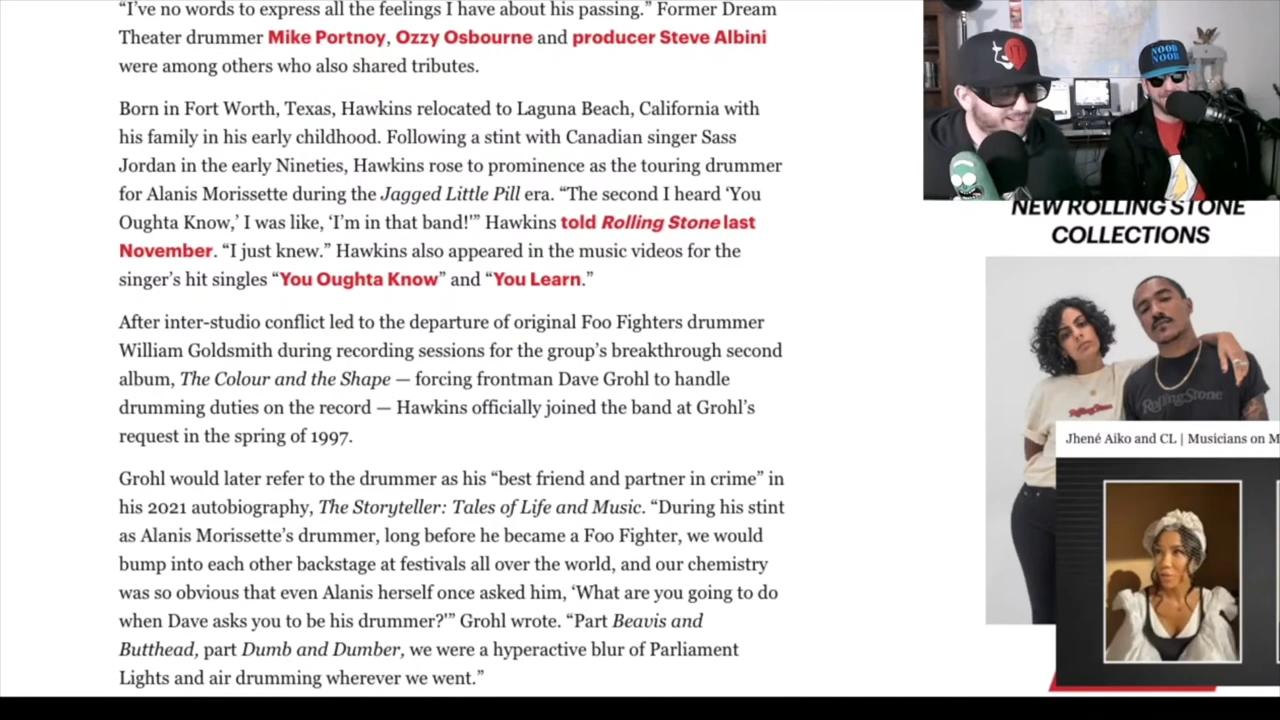 “I’ve no words to express all the feelings I have about his passing.” Former Dream
Theater drummer Mike Portnoy, Ozzy Osbourne and producer Steve Albini
were among others who also shared tributes.
Born in Fort Worth, Texas, Hawkins relocated to Laguna Beach, California with
his family in his early childhood. Following a stint with Canadian singer Sass
Jordan in the early Nineties, Hawkins rose to prominence as the touring drummer
for Alanis Morissette during the Jagged Little Pill era. “The second I heard ‘You
Oughta Know,’ I was like, ‘I’m in that band!’” Hawkins told Rolling Stone last
November. “I just knew.” Hawkins also appeared in the music videos for the
singer’s hit singles “You Oughta Know” and “You Learn.”
After inter-studio conflict led to the departure of original Foo Fighters drummer
William Goldsmith during recording sessions for the group’s breakthrough second
album, The Colour and the Shape — forcing frontman Dave Grohl to handle
drumming duties on the record — Hawkins officially joined the band at Grohl’s
request in the spring of 1997.
Grohl would later refer to the drummer as his “best friend and partner in crime” in
his 2021 autobiography, The Storyteller: Tales of Life and Music. “During his stint
as Alanis Morissette’s drummer, long before he became a Foo Fighter, we would
bump into each other backstage at festivals all over the world, and our chemistry
was so obvious that even Alanis herself once asked him, ‘What are you going to do
when Dave asks you to be his drummer?’” Grohl wrote. “Part Beavis and
Butthead, part Dumb and Dumber, we were a hyperactive blur of Parliament
Lights and air drumming wherever we went.”
NOOB
NOOB
NEW ROLLING STONE
COLLECTIONS
RollingStone
RollingStone
Jhené Aiko and CL | Musicians on M